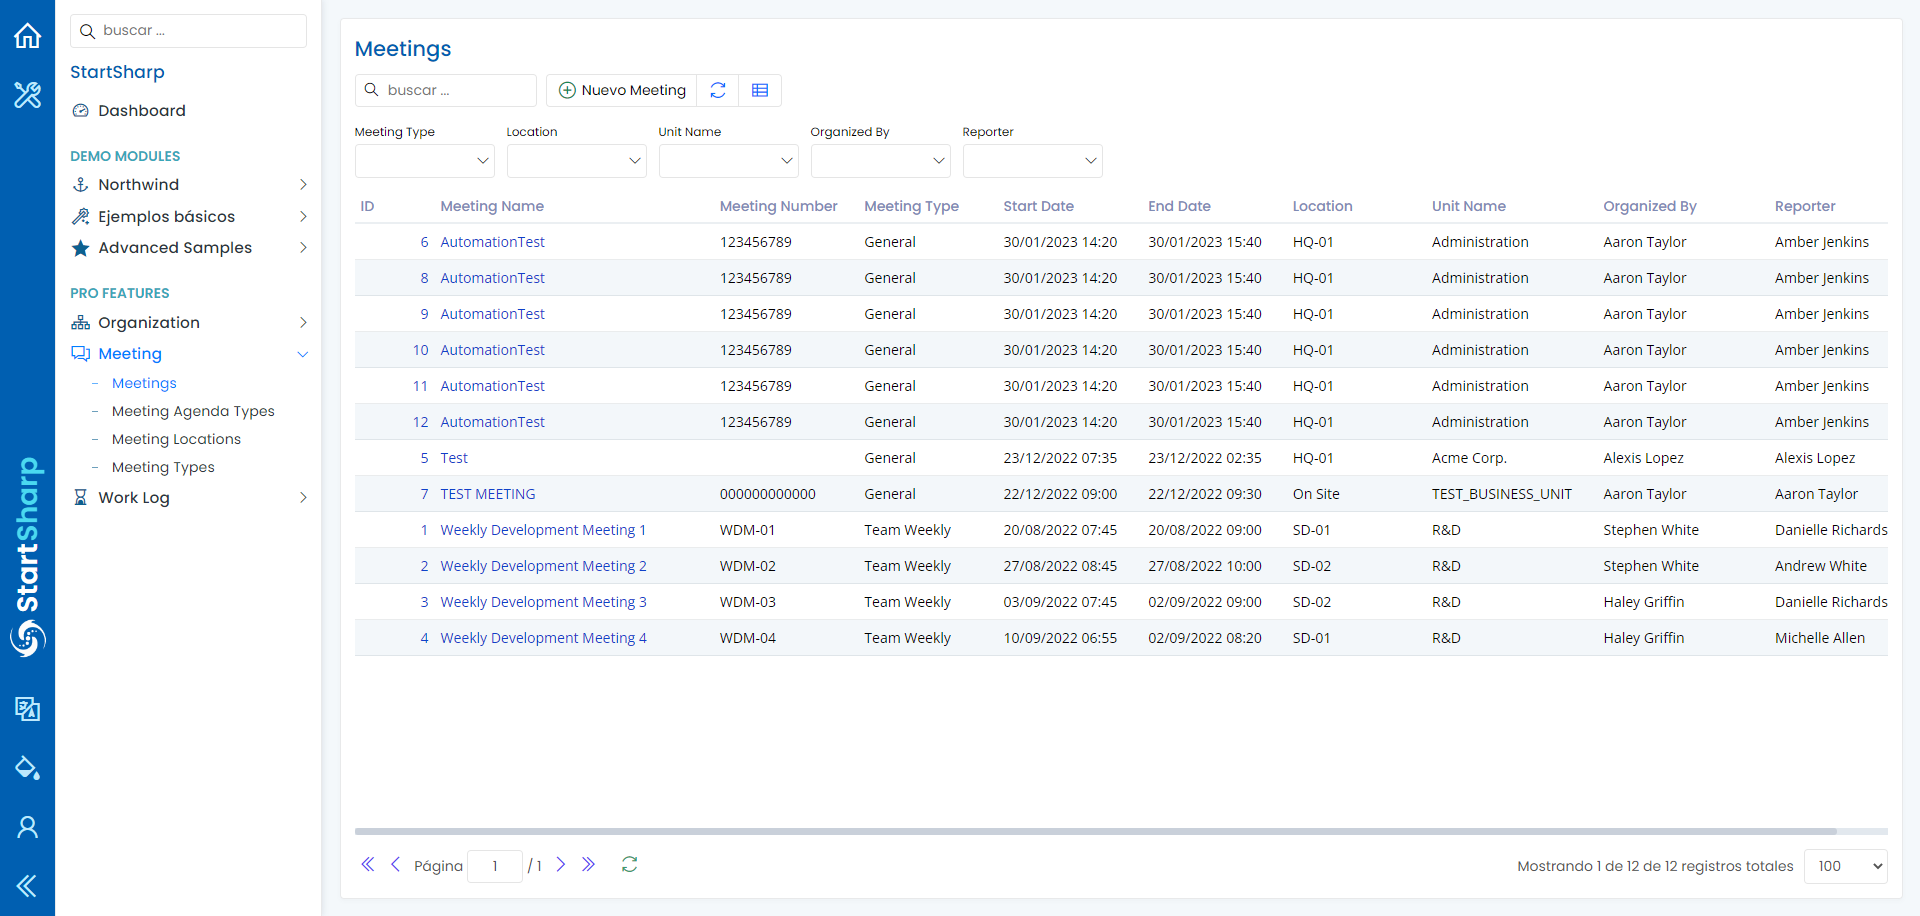 StartSharp
buscar ...
StartSharp
Dashboard
DEMO MODULES
Northwind
Ejemplos básicos
Advanced Samples
PRO FEATURES
Organization
Meeting
Meetings
Meeting Agenda Types
Meeting Locations
Meeting Types
Work Log
Meetings
buscar ... Nuevo Meeting
Meeting Type Location Unit Name Organized By Reporter
ID Meeting Name Meeting Number Meeting Type Start Date End Date Location Unit Name Organized By Reporter
6 AutomationTest 123456789 General 30/01/2023 14:20 30/01/2023 15:40 HQ-01 Administration Aaron Taylor Amber Jenkins
8 AutomationTest 123456789 General 30/01/2023 14:20 30/01/2023 15:40 HQ-01 Administration Aaron Taylor Amber Jenkins
9 AutomationTest 123456789 General 30/01/2023 14:20 30/01/2023 15:40 HQ-01 Administration Aaron Taylor Amber Jenkins
10 AutomationTest 123456789 General 30/01/2023 14:20 30/01/2023 15:40 HQ-01 Administration Aaron Taylor Amber Jenkins
11 AutomationTest 123456789 General 30/01/2023 14:20 30/01/2023 15:40 HQ-01 Administration Aaron Taylor Amber Jenkins
12 AutomationTest 123456789 General 30/01/2023 14:20 30/01/2023 15:40 HQ-01 Administration Aaron Taylor Amber Jenkins
5 Test General 23/12/2022 07:35 23/12/2022 02:35 HQ-01 Acme Corp. Alexis Lopez Alexis Lopez
7 TEST MEETING 000000000000 General 22/12/2022 09:00 22/12/2022 09:30 On Site TEST_BUSINESS_UNIT Aaron Taylor Aaron Taylor
1 Weekly Development Meeting 1 WDM-01 Team Weekly 20/08/2022 07:45 20/08/2022 09:00 SD-01 R&D Stephen White Danielle Richards
2 Weekly Development Meeting 2 WDM-02 Team Weekly 27/08/2022 08:45 27/08/2022 10:00 SD-02 R&D Stephen White Andrew White
3 Weekly Development Meeting 3 WDM-03 Team Weekly 03/09/2022 07:45 02/09/2022 09:00 SD-02 R&D Haley Griffin Danielle Richards
4 Weekly Development Meeting 4 WDM-04 Team Weekly 10/09/2022 06:55 02/09/2022 08:20 SD-01 R&D Haley Griffin Michelle Allen
Página 1 / 1 Mostrando 1 de 12 de 12 registros totales 100